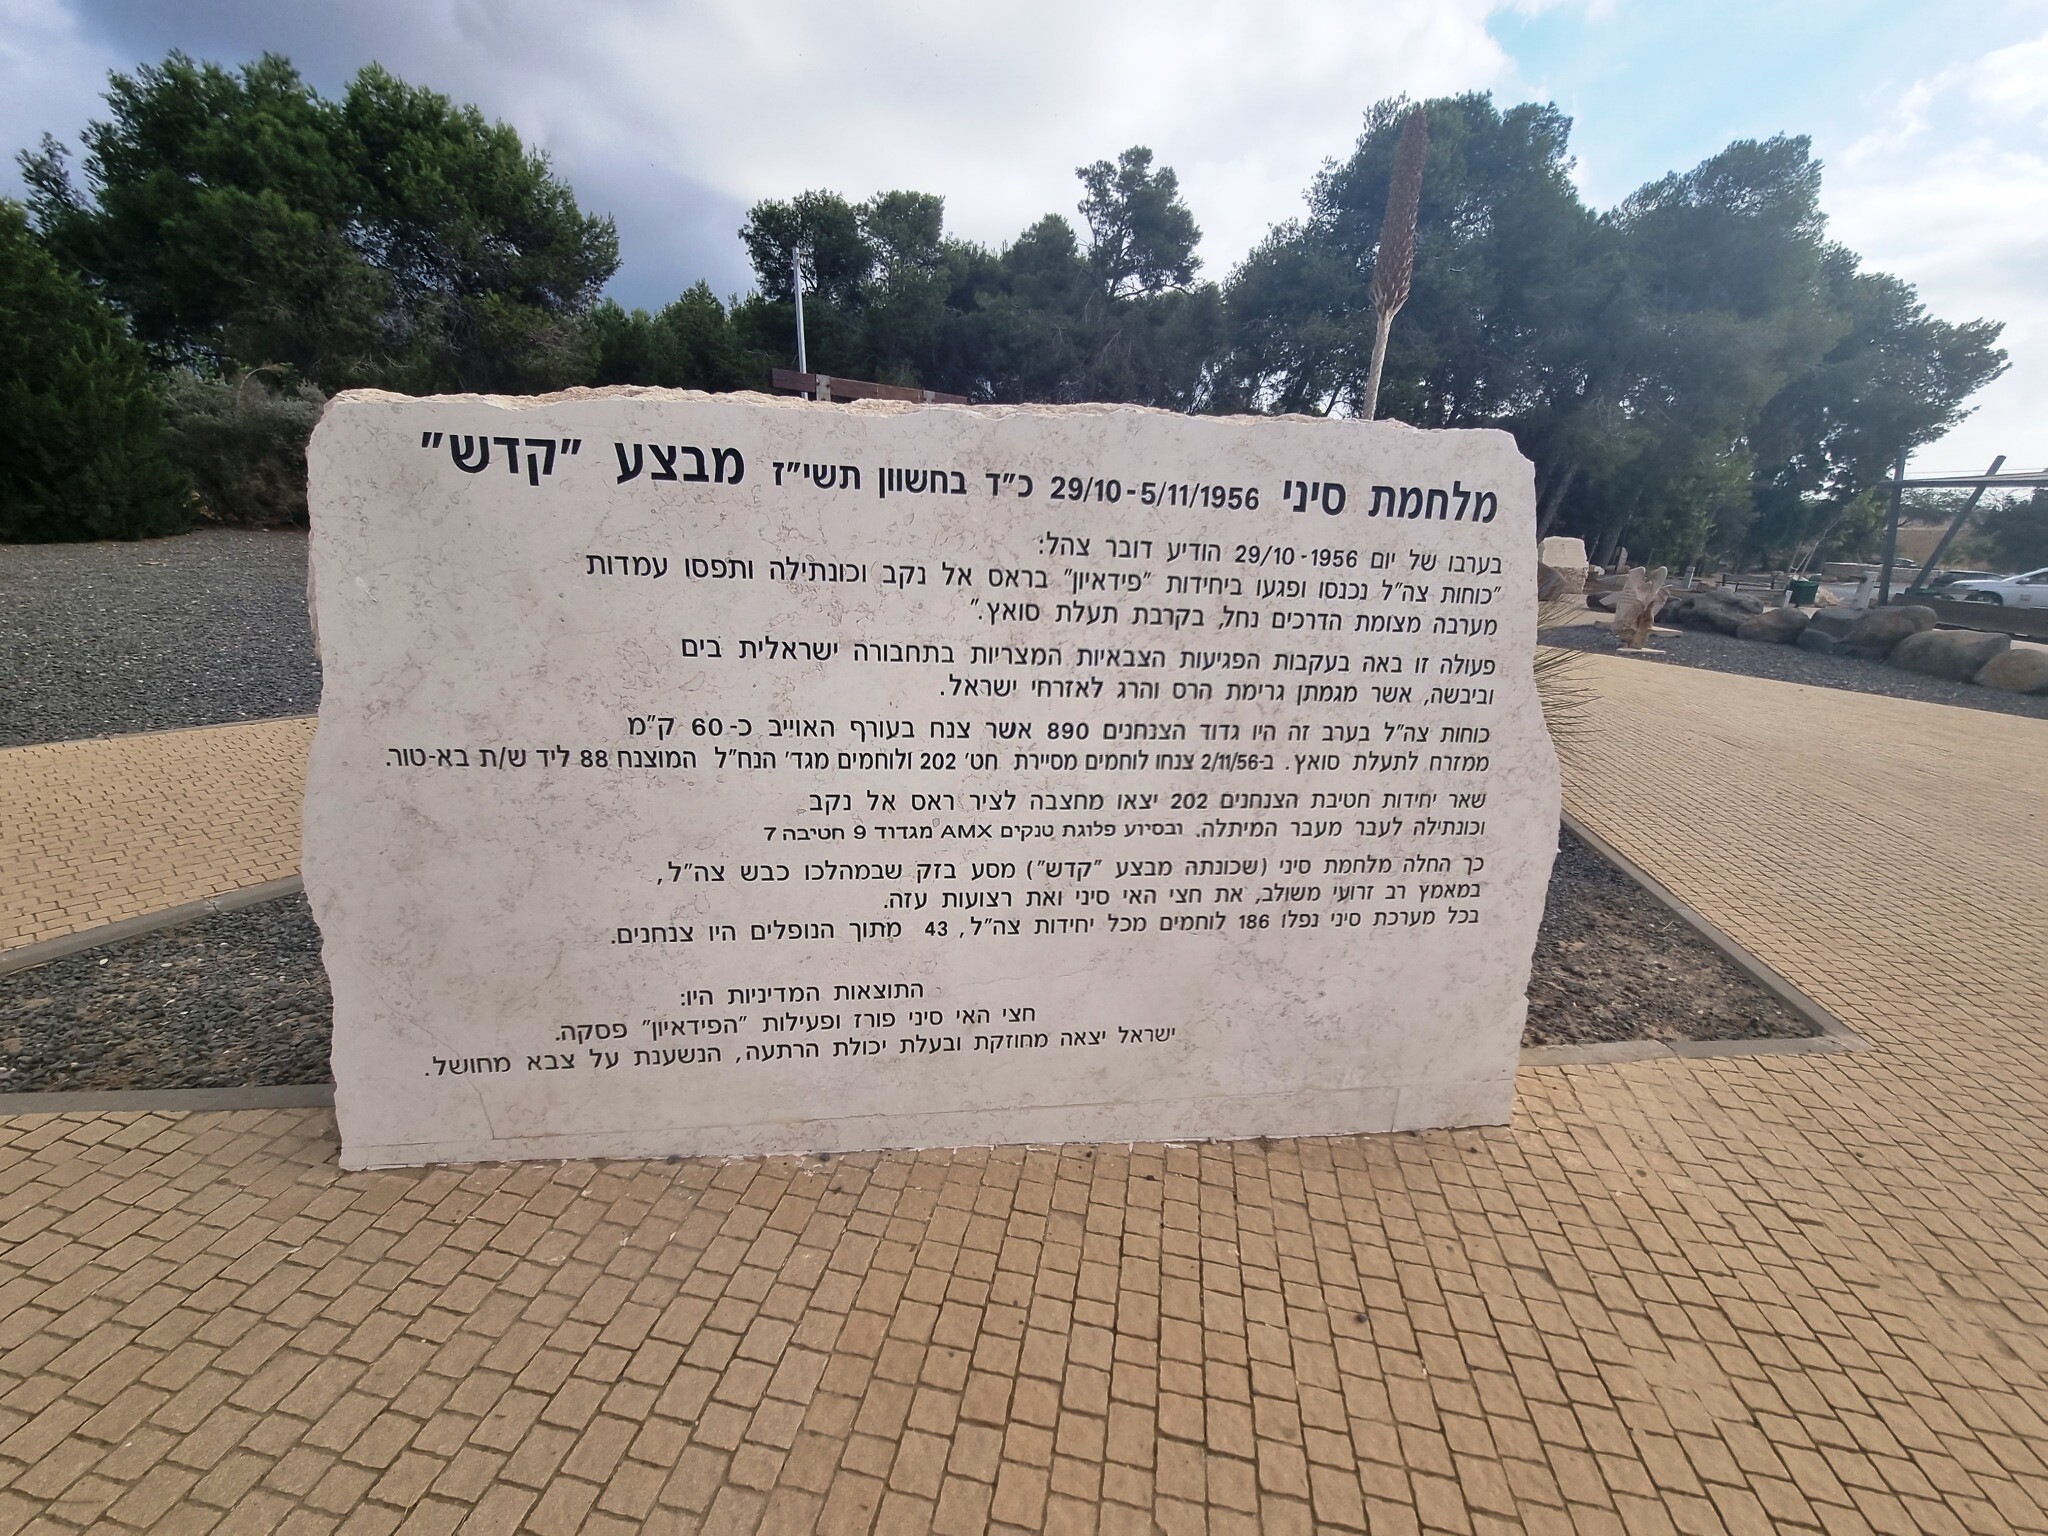 מלחמת סיני 29/10-5/11/1956 כ"ד בחשוון תשי"ז מבצע "קדש"
בערבו של יום 29/10-1956 הודיע דובר צהל:
"כוחות צה"ל נכנסו ופגעו ביחידות "פידאיון" בראס אל נקב וכונתילה ותפסו עמדות
מערבה מצומת הדרכים נחל, בקרבת תעלת סואץ."
פעולה זו באה בעקבות הפגיעות הצבאיות המצריות בתחבורה ישראלית בים
וביבשה, אשר מגמתן גרימת הרס והרג לאזרחי ישראל.
כוחות צה"ל בערב זה היו גדוד הצנחנים 890 אשר צנח בעורף האוייב כ- 60 ק"מ
ממזרח לתעלת סואץ. ב-2/11/56 צנחו לוחמים מסיירת חט' 202 ולוחמים מגד' הנח"ל המוצנח 88 ליד ש/ת בא-טור.
שאר יחידות חטיבת הצנחנים 202 יצאו מחצבה לציר ראס אל נקב
וכונתילה לעבר מעבר המיתלה. ובסיוע פלוגת טנקים AMX מגדוד 9 חטיבה 7
כך החלה מלחמת סיני (שכונתה מבצע "קדש") מסע בזק שבמהלכו כבש צה"ל,
במאמץ רב זרועי משולב, את חצי האי סיני ואת רצועות עזה.
בכל מערכת סיני נפלו 186 לוחמים מכל יחידות צה"ל, 43 מתוך הנופלים היו צנחנים.
התוצאות המדיניות היו:
חצי האי סיני פורז ופעילות "הפידאיון" פסקה.
ישראל יצאה מחוזקת ובעלת יכולת הרתעה, הנשענת על צבא מחושל.